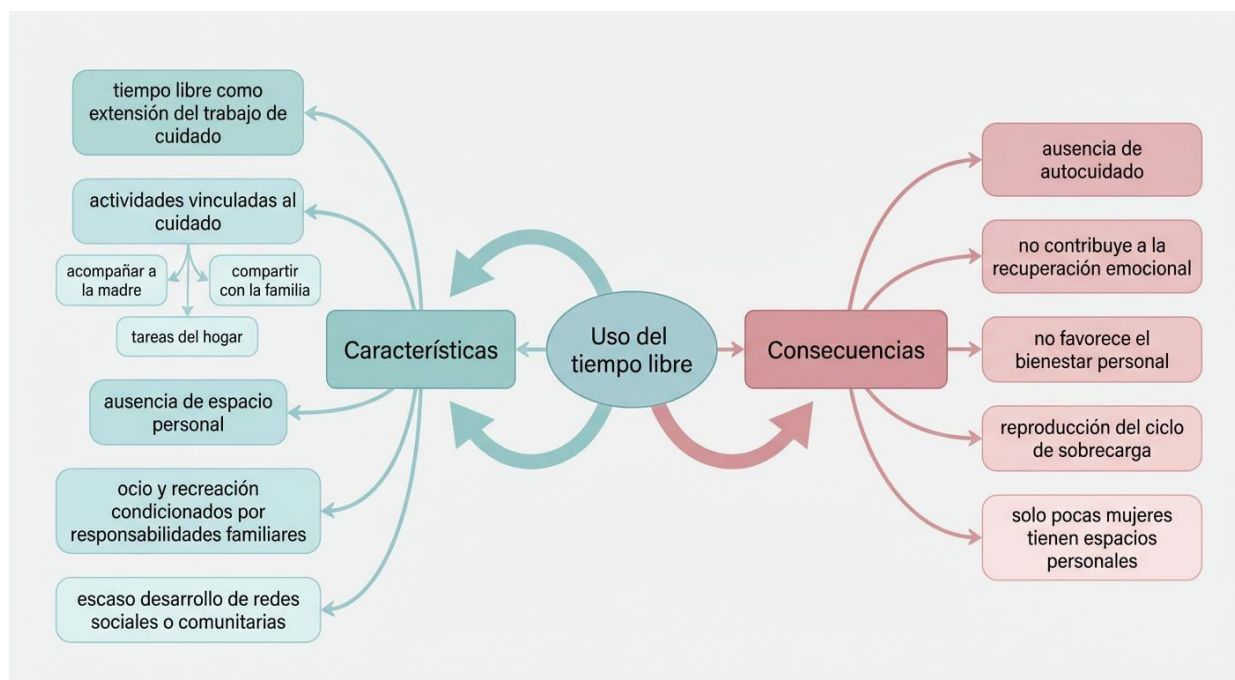 tiempo libre como
extensión del trabajo de
cuidado
actividades vinculadas al
cuidado
acompañar a
la madre
compartir
con la familia
tareas del hogar
ausencia de espacio
personal
ocio y recreación
condicionados por
responsabilidades familiares
escaso desarrollo de redes
sociales o comunitarias
Características
Uso del
tiempo libre
Consecuencias
ausencia de
autocuidado
no contribuye a la
recuperación emocional
no favorece el
bienestar personal
reproducción del ciclo
de sobrecarga
solo pocas mujeres
tienen espacios
personales